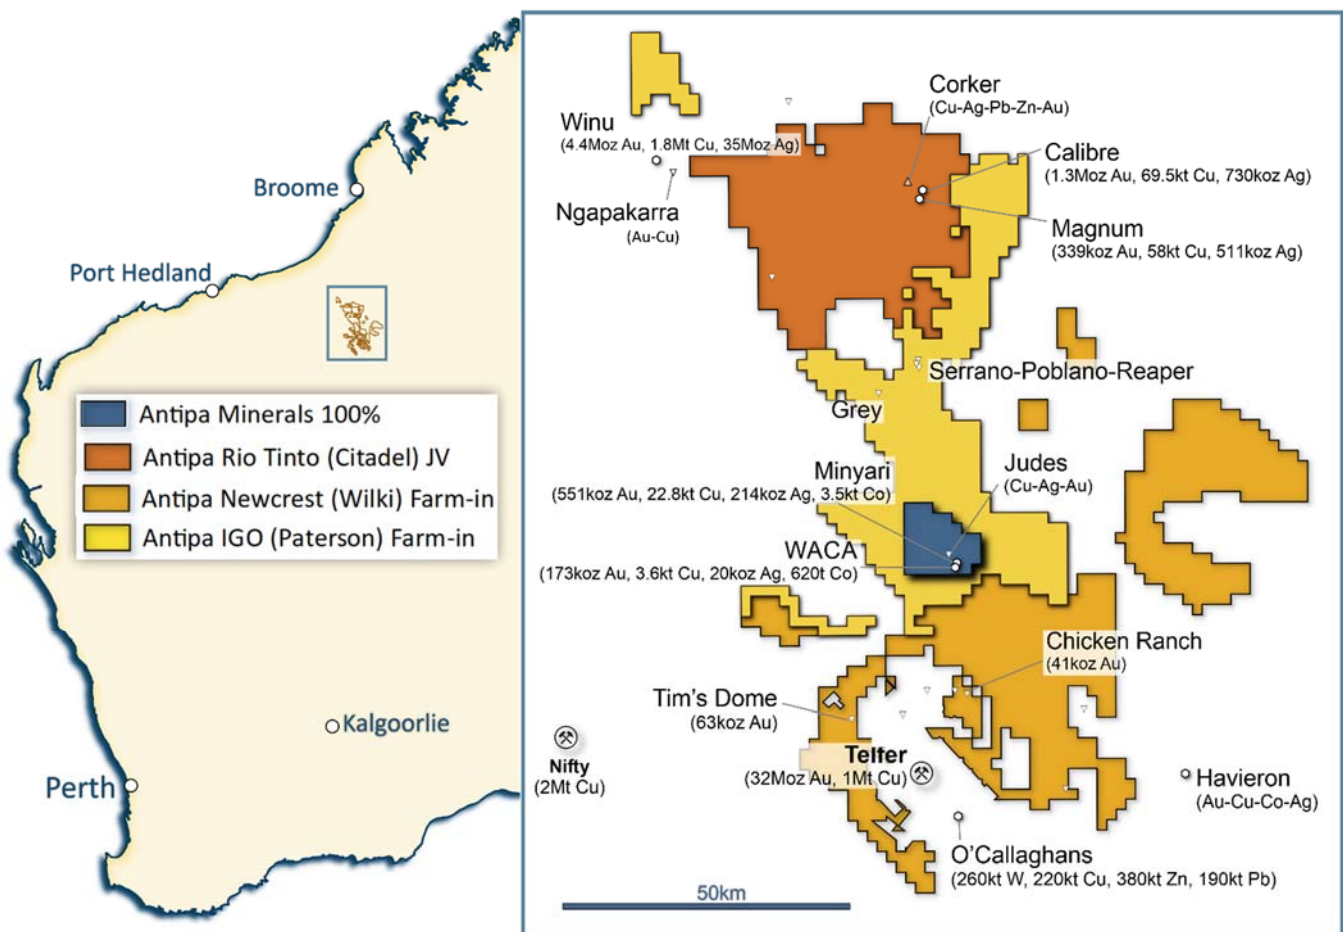 Broome
Port Hedland
Antipa Minerals 100%
Antipa Rio Tinto (Citadel) JV
Antipa Newcrest (Wilki) Farm-in
Antipa IGO (Paterson) Farm-in
Kalgoorlie
Perth
Corker
(Cu-Ag-Pb-Zn-Au)
Winu
(4.4Moz Au, 1.8Mt Cu, 35Moz Ag)
Calibre
(1.3Moz Au, 69.5kt Cu, 730koz Ag)
Ngapakarra
(Au-Cu)
Magnum
(339koz Au, 58kt Cu, 511koz Ag)
Serrano-Poblano-Reaper
Grey
Minyari
(551koz Au, 22.8kt Cu, 214koz Ag, 3.5kt Co)
Judes
(Cu-Ag-Au)
WACA
(173koz Au, 3.6kt Cu, 20koz Ag, 620t Co)
Chicken Ranch
(41koz Au)
Tim's Dome
(63koz Au)
Nifty
(2Mt Cu)
Telfer
(32Moz Au, 1Mt Cu)
Havieron
(Au-Cu-Co-Ag)
O'Callaghans
(260kt W, 220kt Cu, 380kt Zn, 190kt Pb)
50km